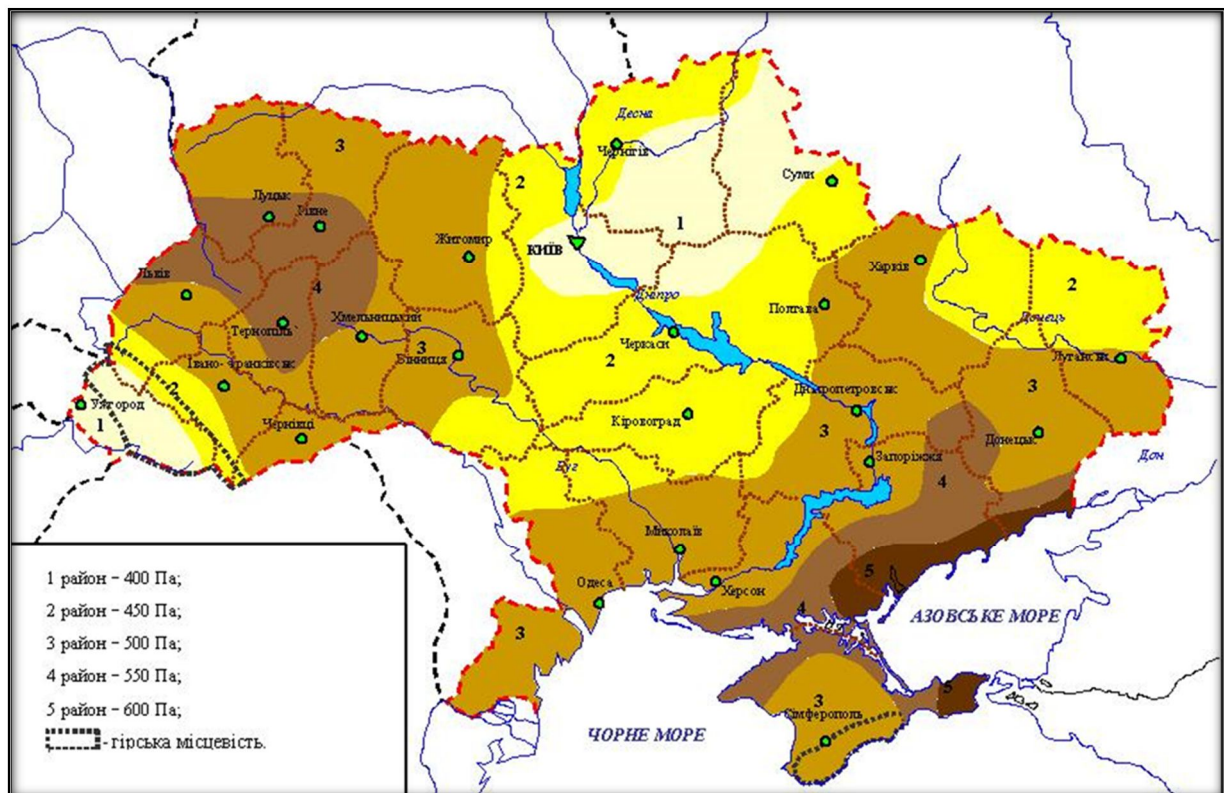 Десна
3
Чернігів
2
Суми
Луцьк
Рівне
1
Житомир
КИЇВ
Харків
Львів
4
2
Дніпро
Полтава
Донець
Тернопіль
Хмельницький
3
Черкаси
Вінниця
2
Луганськ
Івано-Франківськ
2
3
Дніпропетровськ
Ужгород
Кіровоград
1
Чернівці
3
Донецьк
Запоріжжя
Дон
Буг
4
Миколаїв
1 район – 400 Па;
5
Одеса
Херсон
2 район – 450 Па;
4
АЗОВСЬКЕ МОРЕ
3
3 район – 500 Па;
4 район – 550 Па;
5
3
5 район – 600 Па;
Сімферополь
ЧОРНЕ МОРЕ
- гірська місцевість.